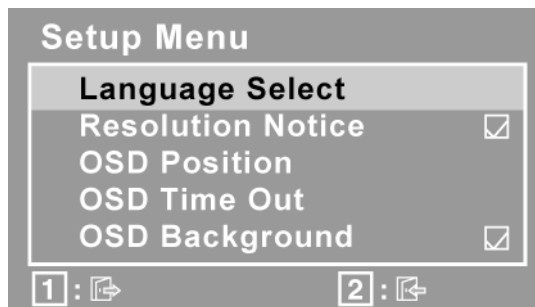 Setup Menu
Language Select
Resolution Notice
OSD Position
OSD Time Out
OSD Background
1: 2: